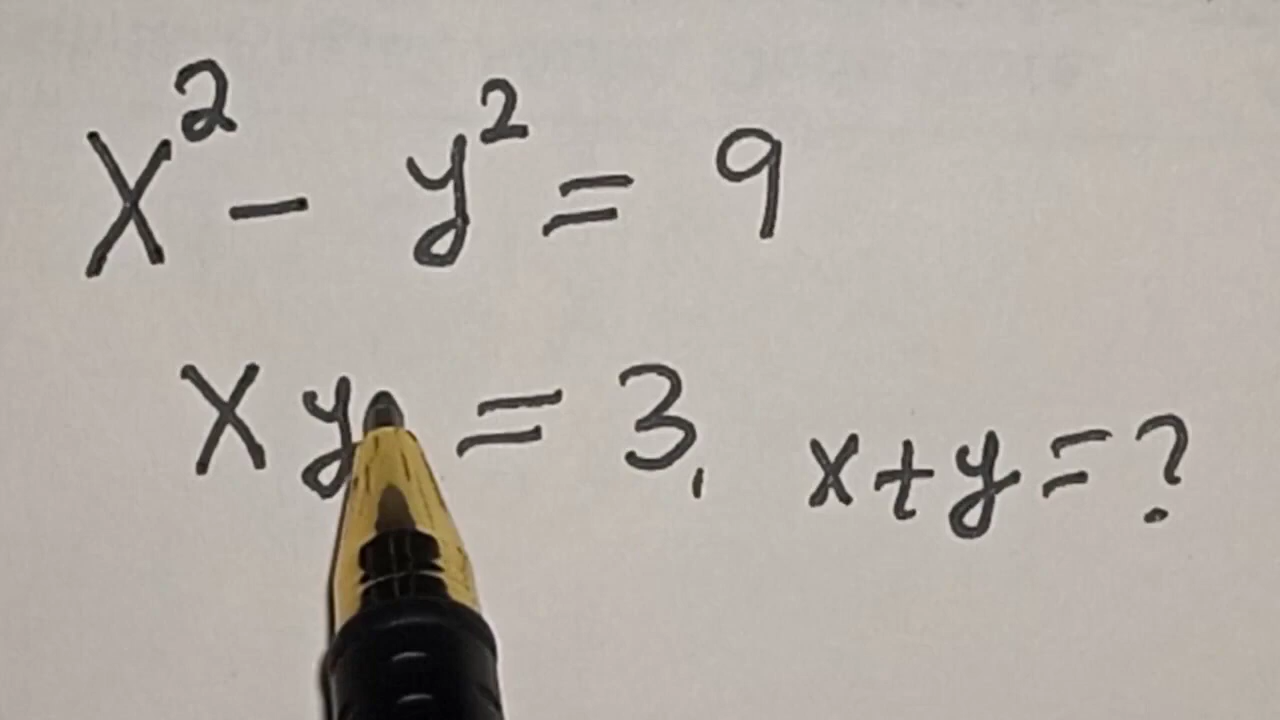 x² - y² = 9
xy = 3, x+y=?